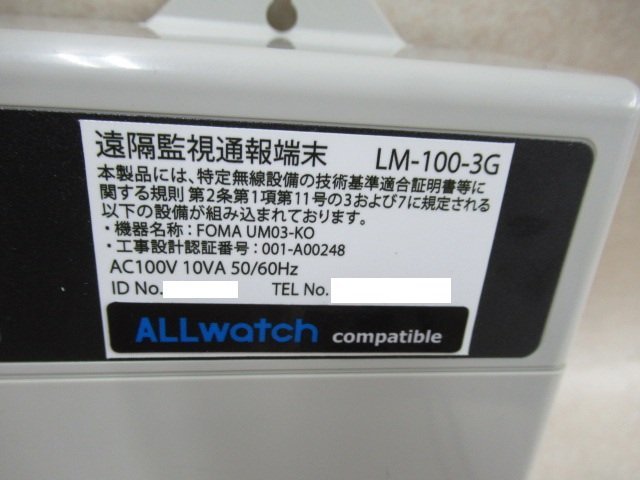 遠隔監視通報端末 LM-100-3G
本製品には、特定無線設備の技術基準適合証明書等に
関する規則 第2条第1項第11号の3および7に規定される
以下の設備が組み込まれております。
・機器名称：FOMA UM03-KO
・工事設計認証番号：001-A00248
AC100V 10VA 50/60Hz
ID No. TEL No.
ALLwatch compatible